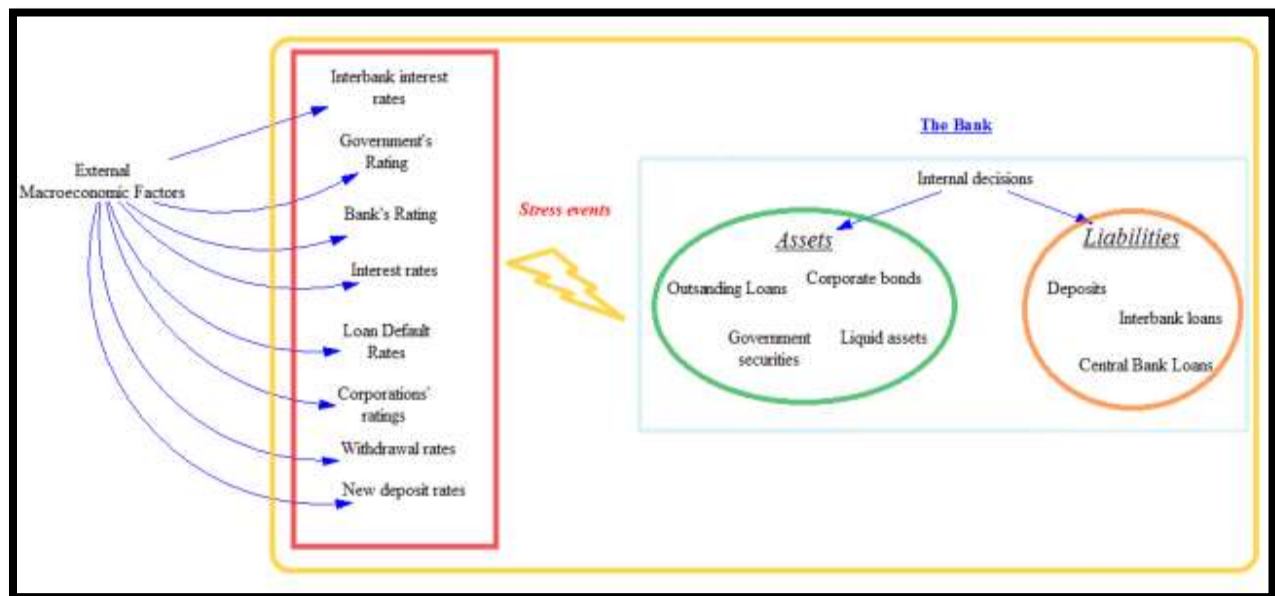 External
Macroeconomic Factors
Interbank interest
rates
Government's
Rating
Bank's Rating
Interest rates
Loan Default
Rates
Corporations'
ratings
Withdrawal rates
New deposit rates
Stress events
The Bank
Internal decisions
Assets
Outsanding Loans
Corporate bonds
Government
securities
Liquid assets
Liabilities
Deposits
Interbank loans
Central Bank Loans